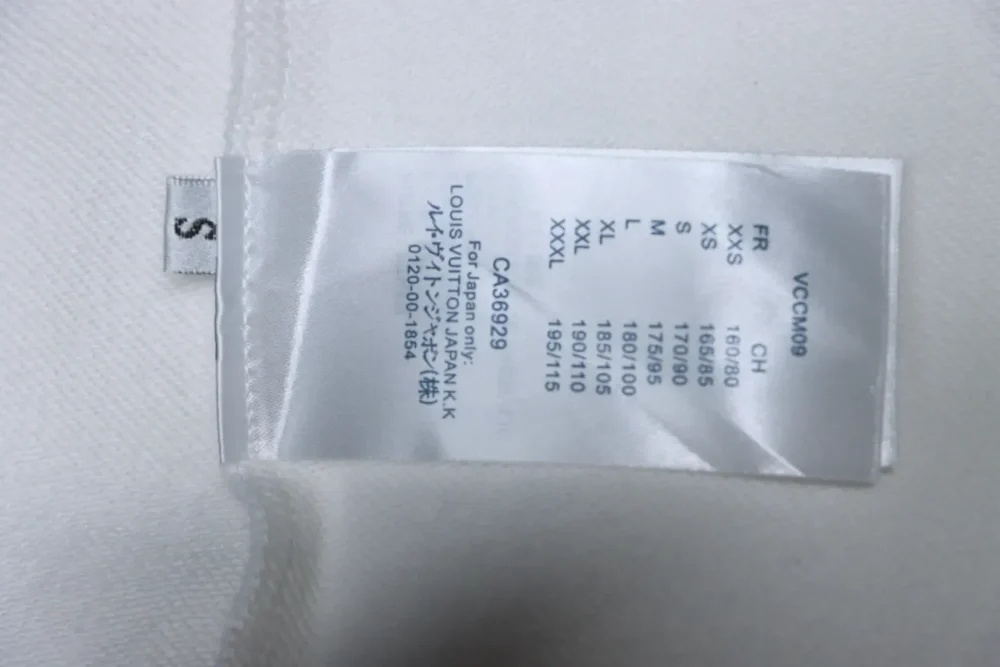 S
VCCM09
FR CH
XXS 160/80
XS 165/85
S 170/90
M 175/95
L 180/100
XL 185/105
XXL 190/110
XXXL 195/115
CA36929
For Japan only:
LOUIS VUITTON JAPAN K.K
ルイ・ヴィトンジャポン(株)
0120-00-1854